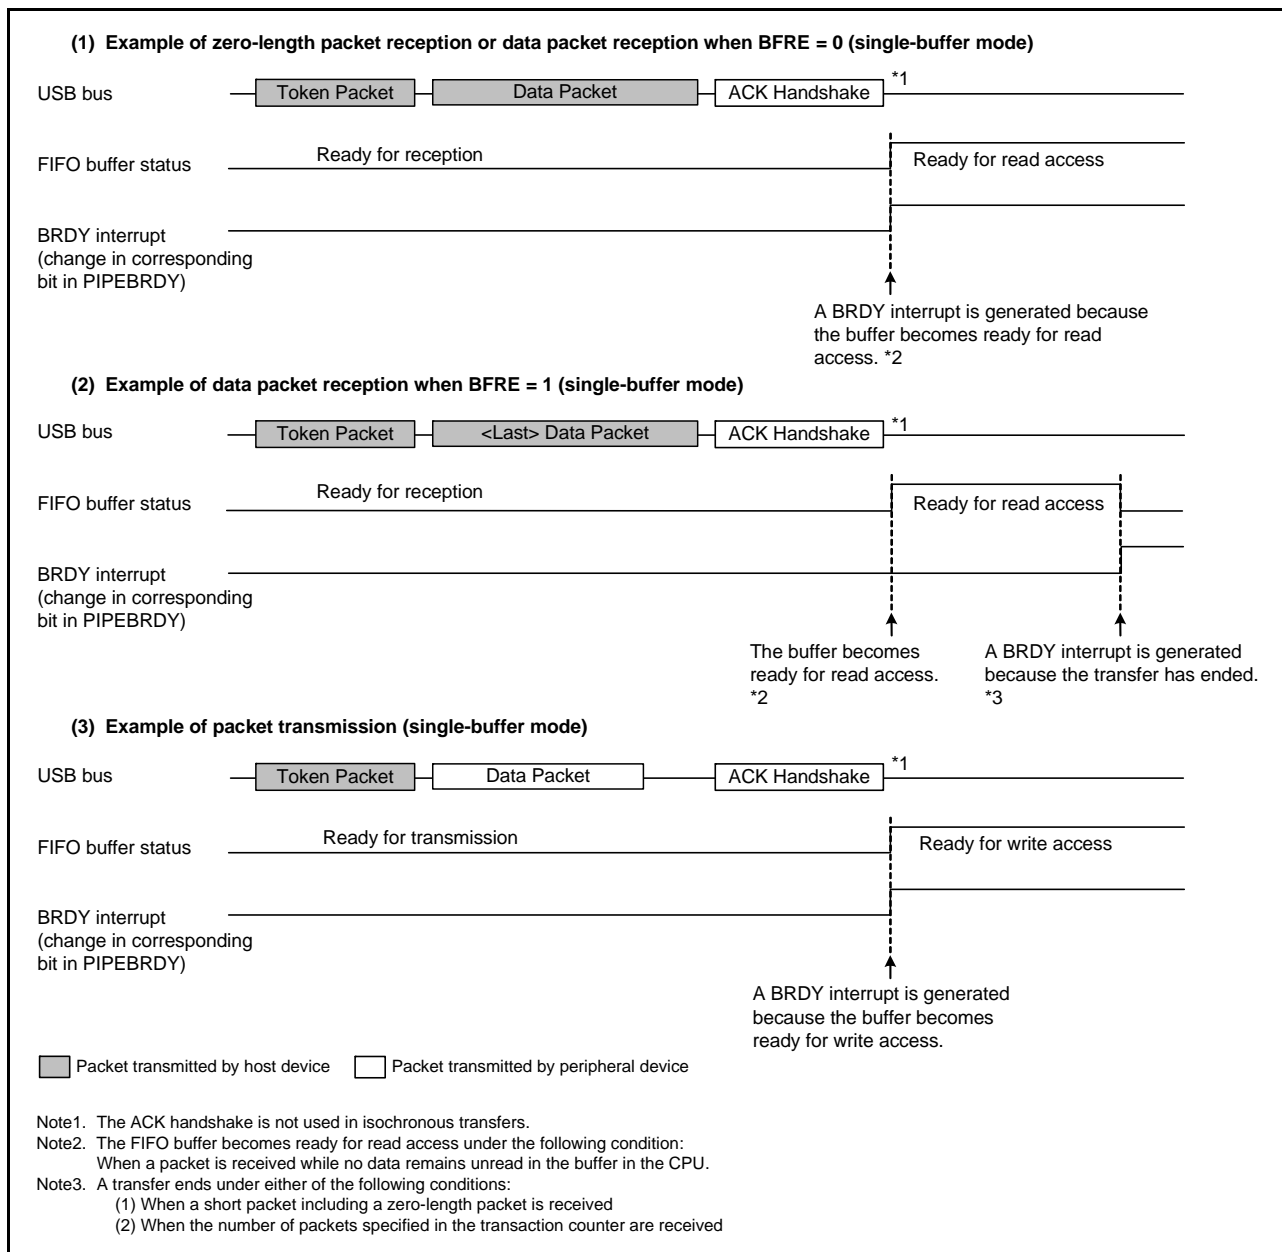 (1) Example of zero-length packet reception or data packet reception when BFRE = 0 (single-buffer mode)
USB bus
Token Packet
Data Packet
ACK Handshake
*1
FIFO buffer status
Ready for reception
Ready for read access
BRDY interrupt
(change in corresponding
bit in PIPEBRDY)
A BRDY interrupt is generated because
the buffer becomes ready for read
access. *2
(2) Example of data packet reception when BFRE = 1 (single-buffer mode)
USB bus
Token Packet
<Last> Data Packet
ACK Handshake
*1
FIFO buffer status
Ready for reception
Ready for read access
BRDY interrupt
(change in corresponding
bit in PIPEBRDY)
The buffer becomes
ready for read access.
*2
A BRDY interrupt is generated
because the transfer has ended.
*3
(3) Example of packet transmission (single-buffer mode)
USB bus
Token Packet
Data Packet
ACK Handshake
*1
FIFO buffer status
Ready for transmission
Ready for write access
BRDY interrupt
(change in corresponding
bit in PIPEBRDY)
A BRDY interrupt is generated
because the buffer becomes
ready for write access.
Packet transmitted by host device
Packet transmitted by peripheral device
Note1. The ACK handshake is not used in isochronous transfers.
Note2. The FIFO buffer becomes ready for read access under the following condition:
When a packet is received while no data remains unread in the buffer in the CPU.
Note3. A transfer ends under either of the following conditions:
(1) When a short packet including a zero-length packet is received
(2) When the number of packets specified in the transaction counter are received